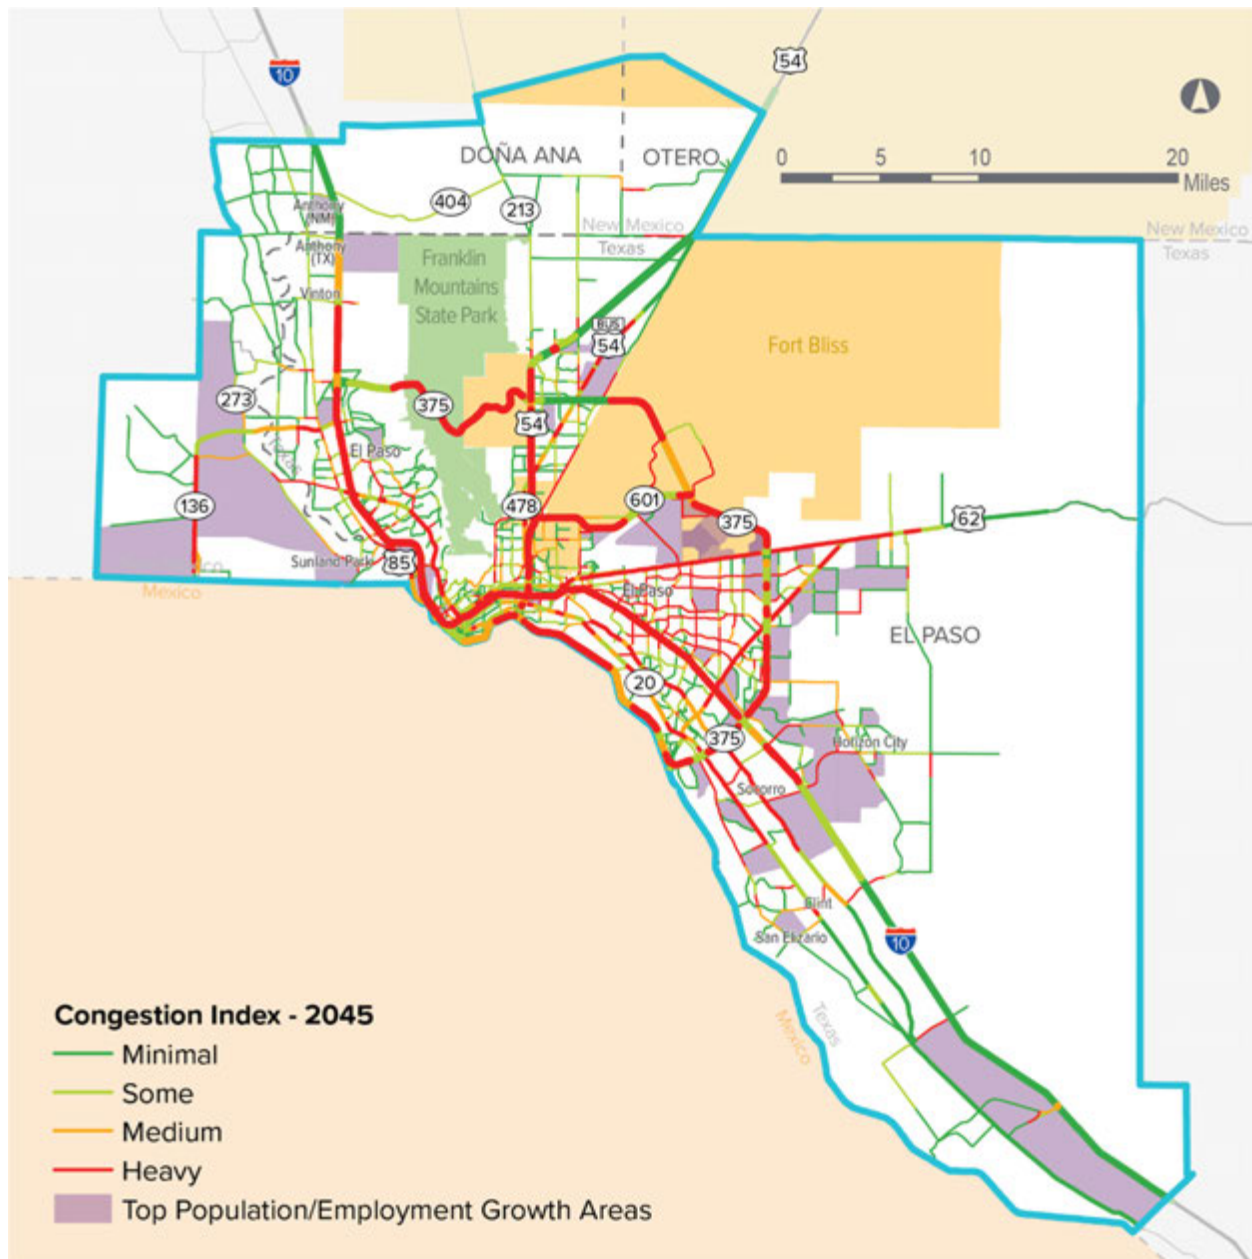 54
10
0 5 10 20
Miles
DOÑA ANA
OTERO
404
213
Anthony
(NM)
New Mexico
Texas
New Mexico
Texas
Anthony
(TX)
Vinton
Franklin
Mountains
State Park
BUS
54
Fort Bliss
273
375
54
Texas
El Paso
136
478
601
375
62
85
Sunland Park
Mexico
El Paso
EL PASO
20
375
Horizon City
Socorro
Clint
San Elizario
10
Texas
Mexico
Congestion Index - 2045
Minimal
Some
Medium
Heavy
Top Population/Employment Growth Areas